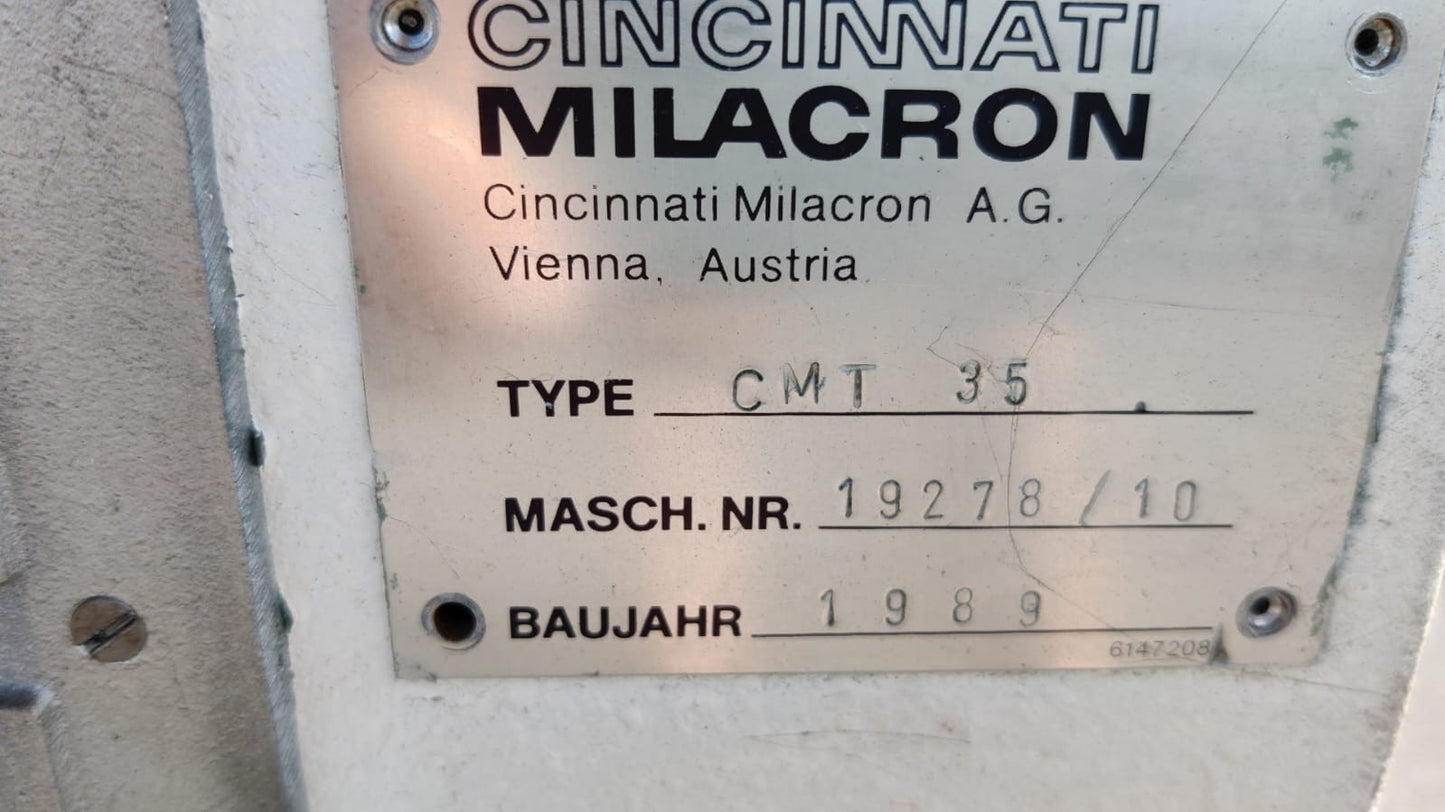 CINCINNATI
MILACRON
Cincinnati Milacron A.G.
Vienna, Austria
TYPE CMT 35
MASCH. NR. 19278/10
BAUJAHR 1989
6147208